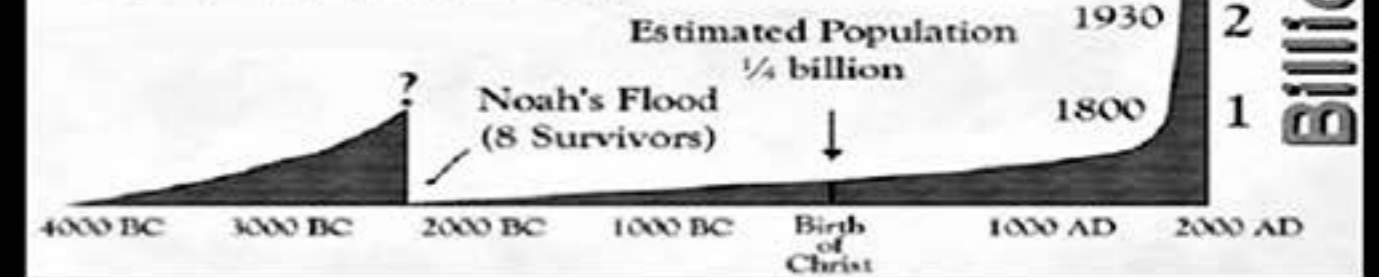 1930
2
Estimated Population
¼ billion
?
Noah's Flood
(8 Survivors)
1800
1
4000 BC 3000 BC 2000 BC 1000 BC Birth of Christ 1000 AD 2000 AD